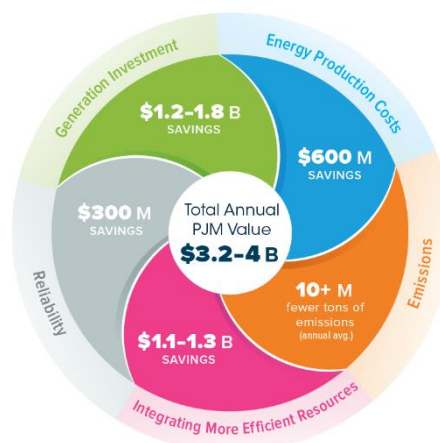 Generation Investment
Energy Production Costs
$1.2–1.8 B
SAVINGS
$600 M
SAVINGS
$300 M
SAVINGS
Total Annual
PJM Value
$3.2–4 B
Reliability
Emissions
10+ M
fewer tons of
emissions
(annual avg.)
$1.1–1.3 B
SAVINGS
Integrating More Efficient Resources